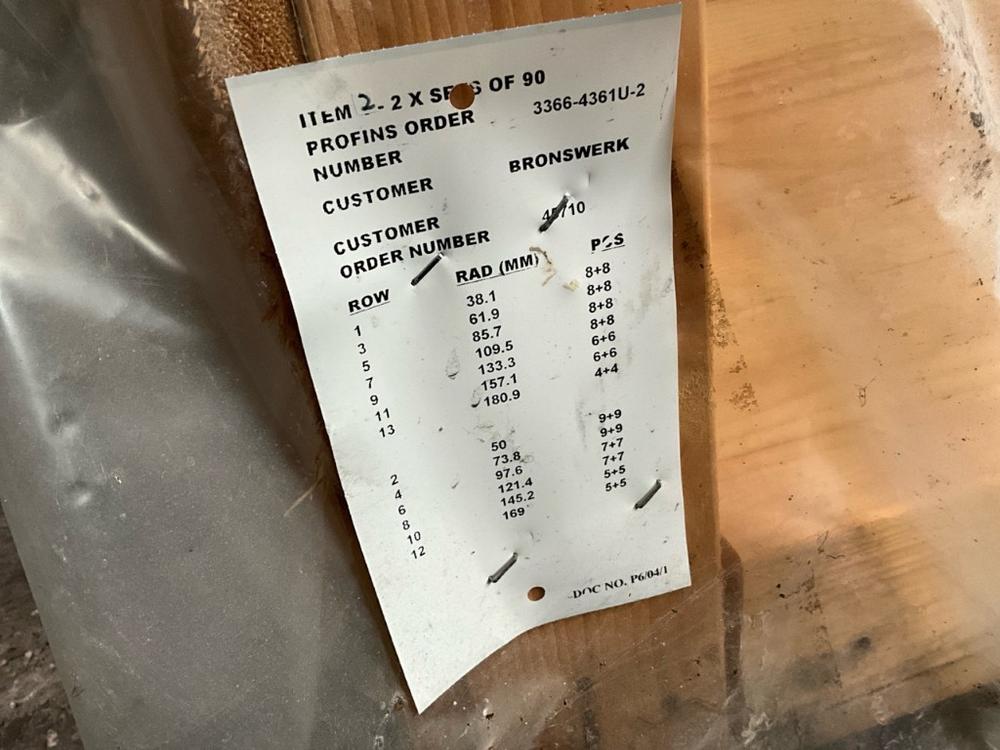 ITEM 2. 2 X SETS OF 90
PROFINS ORDER NUMBER 3366-4361U-2
CUSTOMER BRONSWERK
CUSTOMER ORDER NUMBER
ROW RAD (MM) PCS
1 38.1 8+8
3 61.9 8+8
5 85.7 8+8
7 109.5 8+8
9 133.3 6+6
11 157.1 6+6
13 180.9 4+4
2 50 9+9
4 73.8 9+9
6 97.6 7+7
8 121.4 7+7
10 145.2 5+5
12 169 5+5
DOC NO. P6/04/1